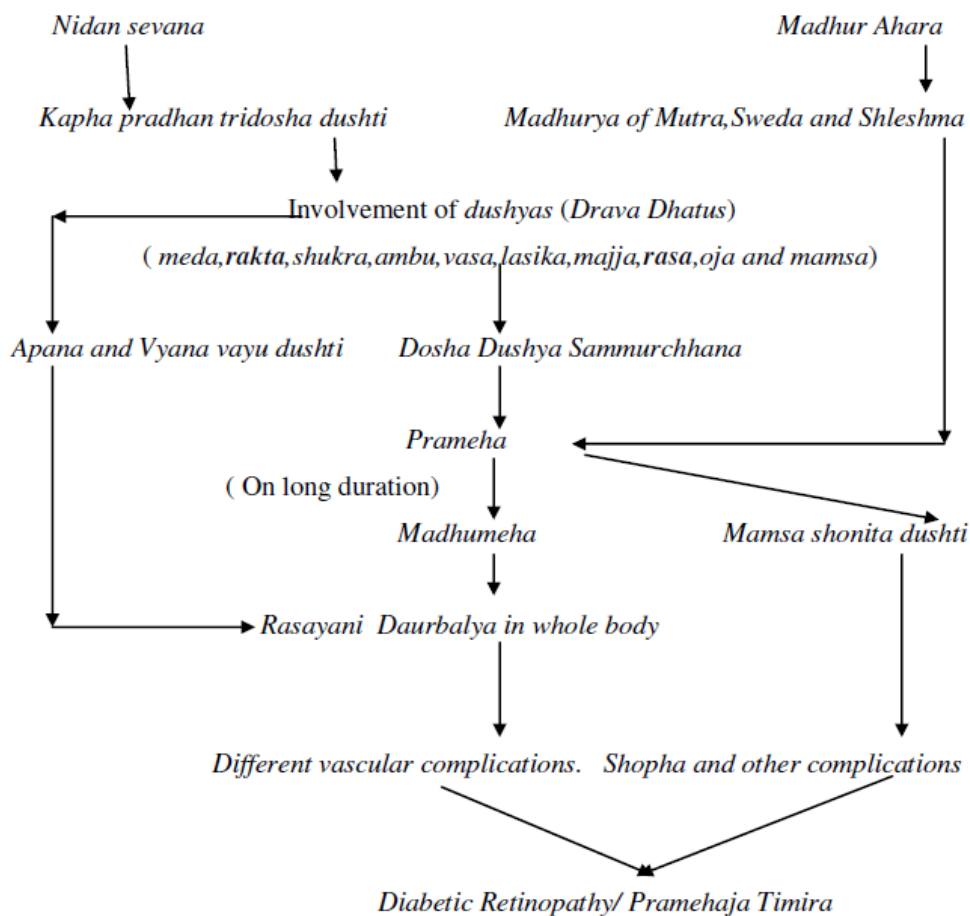 Nidan sevana
Madhur Ahara
Kapha pradhan tridosha dushti
Madhurya of Mutra,Sweda and Shleshma
Involvement of dushyas (Drava Dhatus)
( meda,rakta,shukra,ambu,vasa,lasika,majja,rasa,oja and mamsa)
Apana and Vyana vayu dushti
Dosha Dushya Sammurchhana
Prameha
( On long duration)
Madhumeha
Mamsa shonita dushti
Rasayani Daurbalya in whole body
Different vascular complications.
Shopha and other complications
Diabetic Retinopathy/ Pramehaja Timira